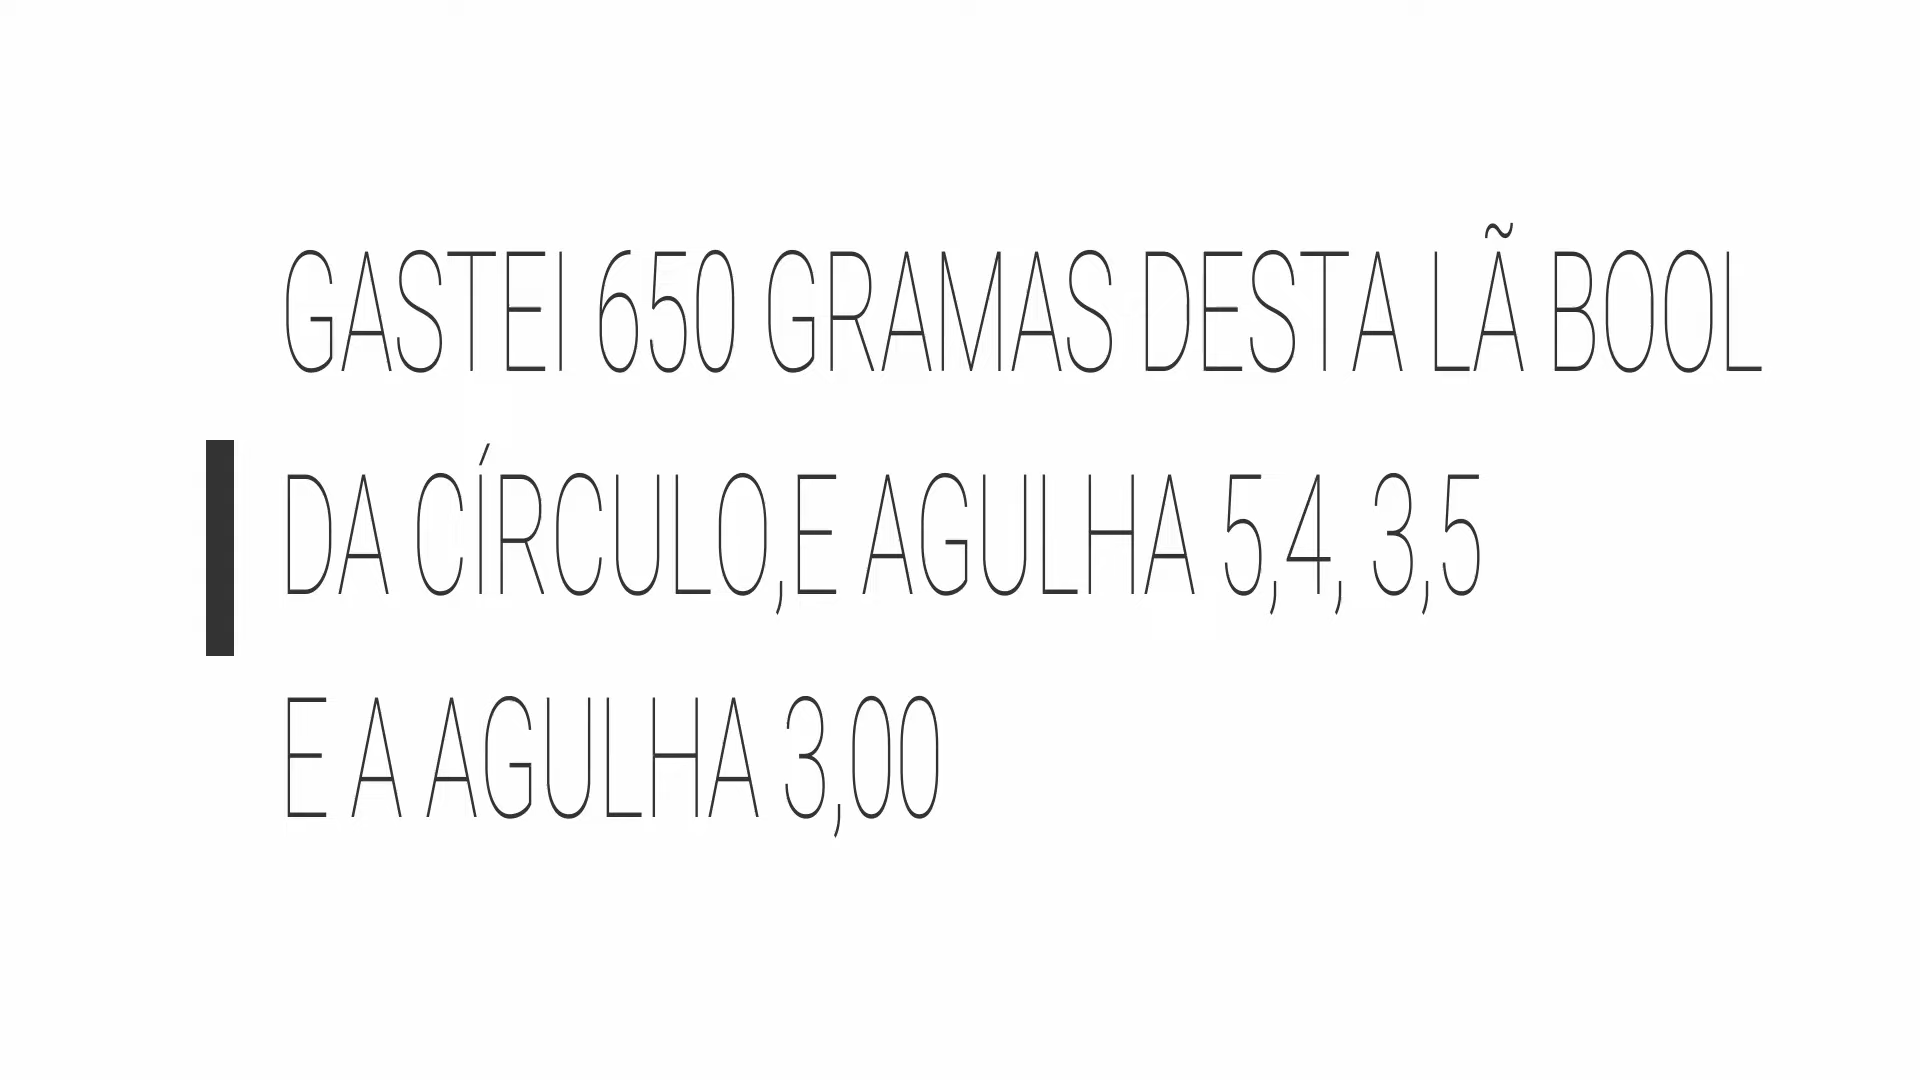 GASTEI 650 GRAMAS DESTA LÃ BOOL
DA CÍRCULO,E AGULHA 5,4, 3,5
E A AGULHA 3,00